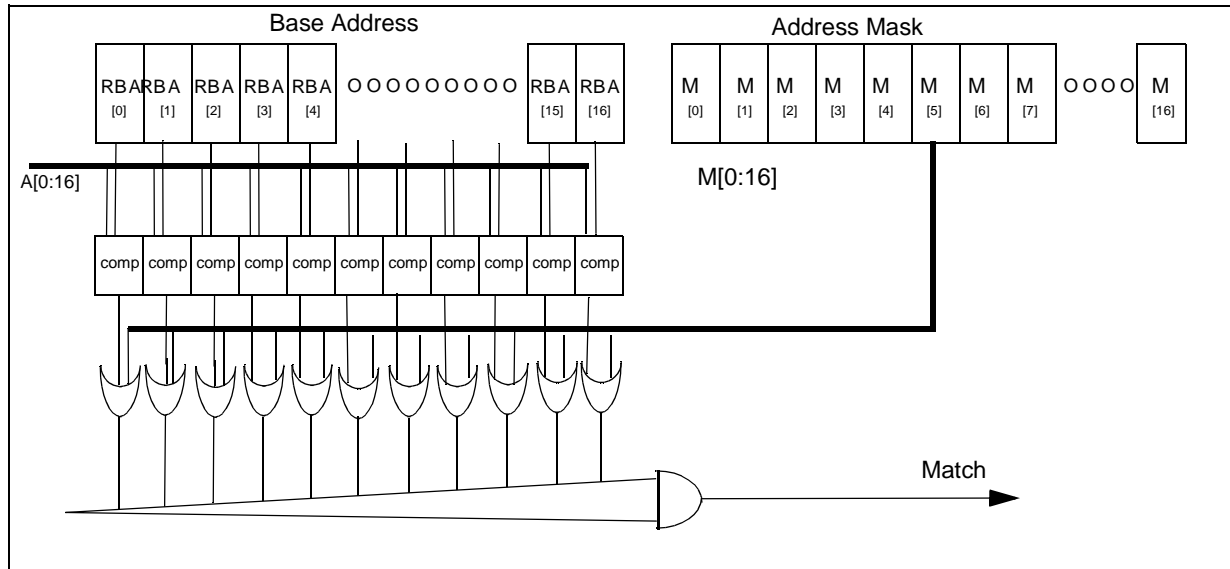 Base Address
Address Mask
RBA RBA RBA RBA RBA O O O O O O O O O RBA RBA
M M M M M M M M O O O O M
[0] [1] [2] [3] [4] [15] [16]
[0] [1] [2] [3] [4] [5] [6] [7] [16]
A[0:16]
M[0:16]
comp comp comp comp comp comp comp comp comp comp comp
Match